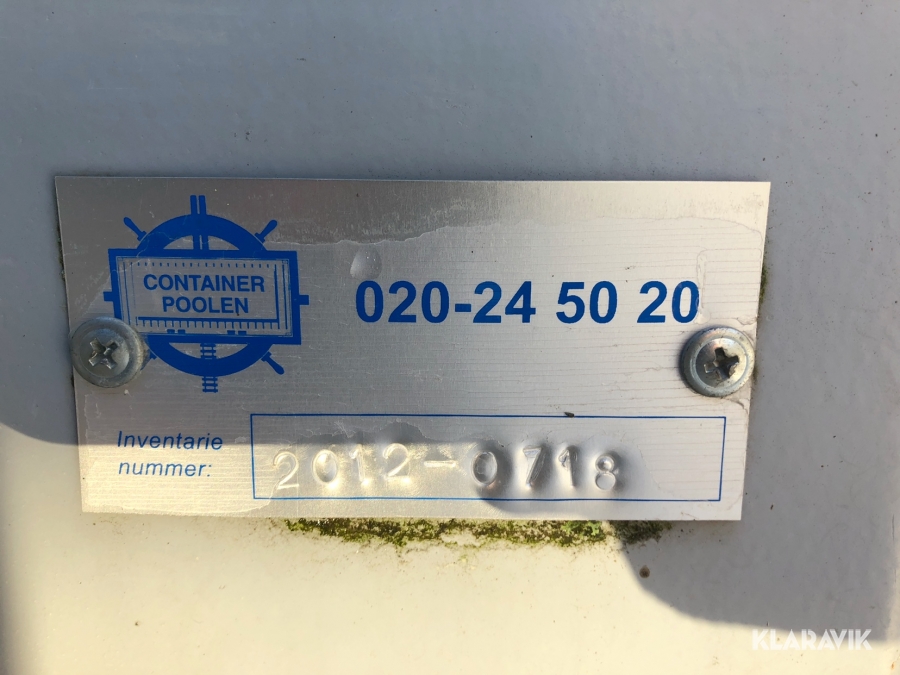 CONTAINER
POOLEN
020-24 50 20
Inventarie
nummer:
2012-0718
KLARAVIK